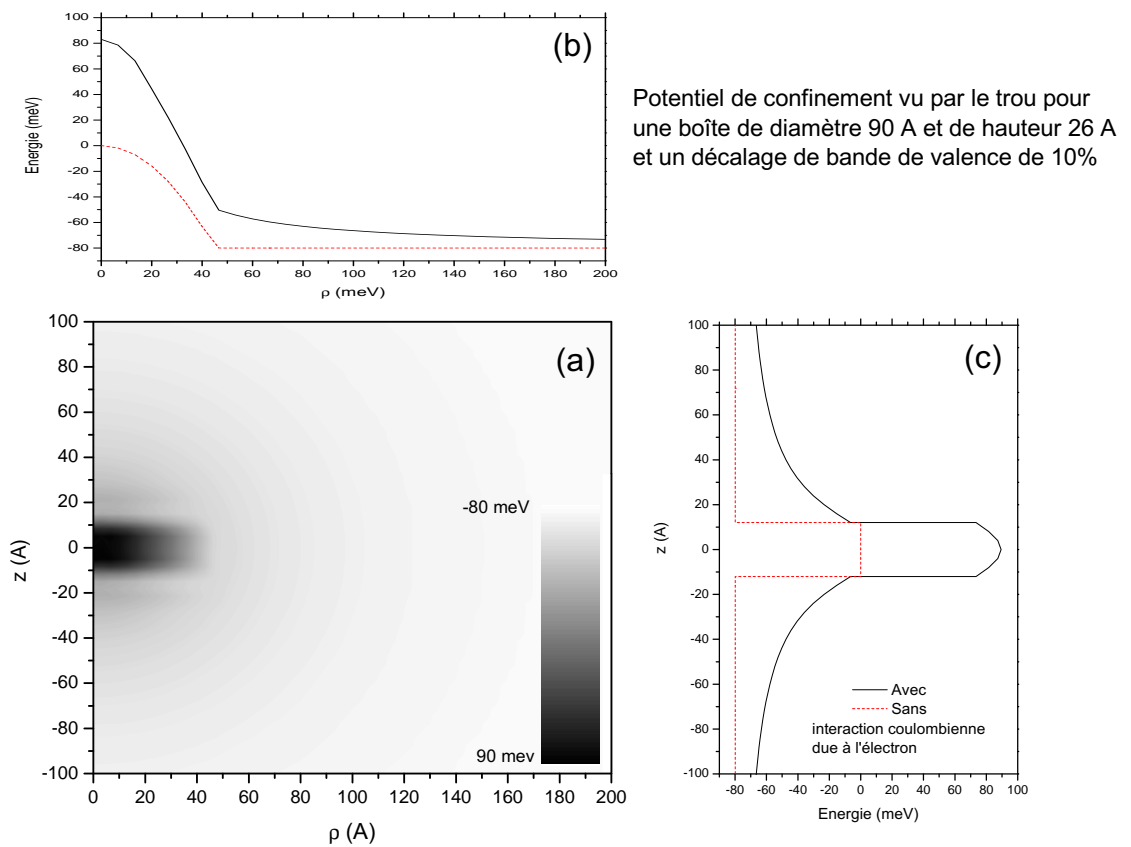 100
80
60
40
20
0
-20
-40
-60
-80
Energie (meV)
(b)
0 20 40 60 80 100 120 140 160 180 200
ρ (meV)
Potentiel de confinement vu par le trou pour
une boîte de diamètre 90 A et de hauteur 26 A
et un décalage de bande de valence de 10%
100
80
60
40
20
0
-20
-40
-60
-80
-100
z (A)
(a)
-80 meV
90 mev
0 20 40 60 80 100 120 140 160 180 200
ρ (A)
100
80
60
40
20
0
-20
-40
-60
-80
-100
z (A)
(c)
Avec
Sans
interaction coulombienne
due à l'électron
-80 -60 -40 -20 0 20 40 60 80 100
Energie (meV)